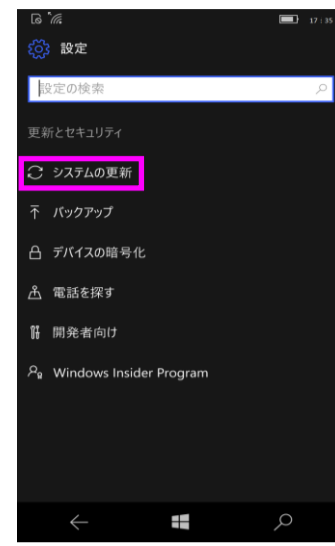 17:35
設定
設定の検索
更新とセキュリティ
システムの更新
バックアップ
デバイスの暗号化
電話を探す
開発者向け
Windows Insider Program